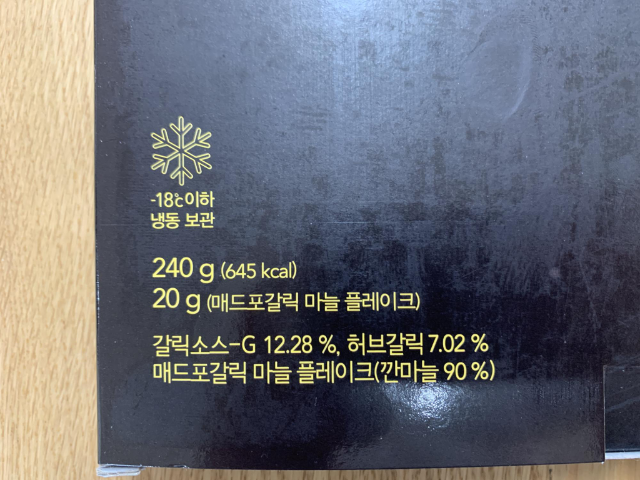 -18℃이하
냉동 보관
240 g (645 kcal)
20 g (매드포갈릭 마늘 플레이크)
갈릭소스-G 12.28 %, 허브갈릭 7.02 %
매드포갈릭 마늘 플레이크(깐마늘 90 %)